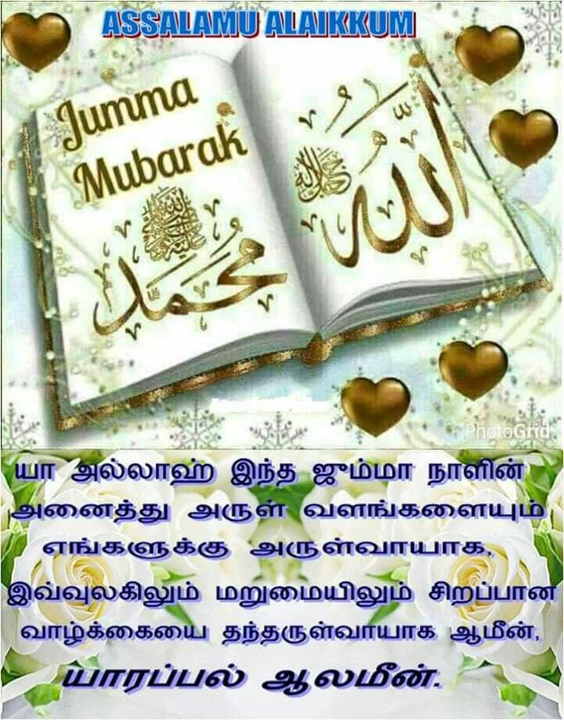 ASSALAMU ALAIKKUM
Jumma
Mubarak
محمد
الله
PhotoGrid
யா அல்லாஹ் இந்த ஜும்மா நாளின்
அனைத்து அருள் வளங்களையும்
எங்களுக்கு அருள்வாயாக,
இவ்வுலகிலும் மறுமையிலும் சிறப்பான
வாழ்க்கையை தந்தருள்வாயாக ஆமீன்,
யாரப்பல் ஆலமீன்.